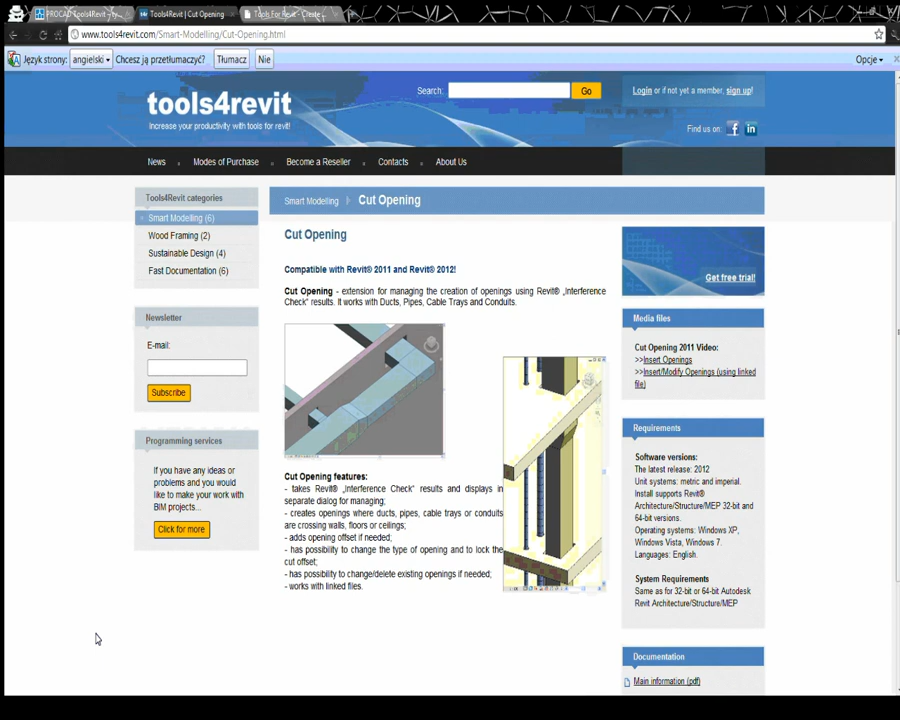 PROCAD Tools4Revit
Tools4Revit | Cut Opening
Tools For Revit - Create
www.tools4revit.com/Smart-Modelling/Cut-Opening.html
Język strony: angielski Chcesz ją przetłumaczyć? Tłumacz Nie Opcje
tools4revit
Increase your productivity with tools for revit!
Search: Go
Login or if not yet a member, sign up!
Find us on:
News Modes of Purchase Become a Reseller Contacts About Us
Tools4Revit categories
Smart Modelling (6)
Wood Framing (2)
Sustainable Design (4)
Fast Documentation (6)
Newsletter
E-mail:
Subscribe
Programming services
If you have any ideas or
problems and you would
like to make your work with
BIM projects...
Click for more
Smart Modelling Cut Opening
Cut Opening
Compatible with Revit® 2011 and Revit® 2012!
Cut Opening - extension for managing the creation of openings using Revit® „Interference
Check" results. It works with Ducts, Pipes, Cable Trays and Conduits.
Cut Opening features:
- takes Revit® „Interference Check" results and displays in
separate dialog for managing;
- creates openings where ducts, pipes, cable trays or conduits
are crossing walls, floors or ceilings;
- adds opening offset if needed;
- has possibility to change the type of opening and to lock the
cut offset;
- has possibility to change/delete existing openings if needed;
- works with linked files.
Get free trial!
Media files
Cut Opening 2011 Video:
>>Insert Openings
>>Insert/Modify Openings (using linked
file)
Requirements
Software versions:
The latest release: 2012
Unit systems: metric and imperial.
Install supports Revit®
Architecture/Structure/MEP 32-bit and
64-bit versions.
Operating systems: Windows XP,
Windows Vista, Windows 7.
Languages: English.
System Requirements
Same as for 32-bit or 64-bit Autodesk
Revit Architecture/Structure/MEP
Documentation
Main information (pdf)